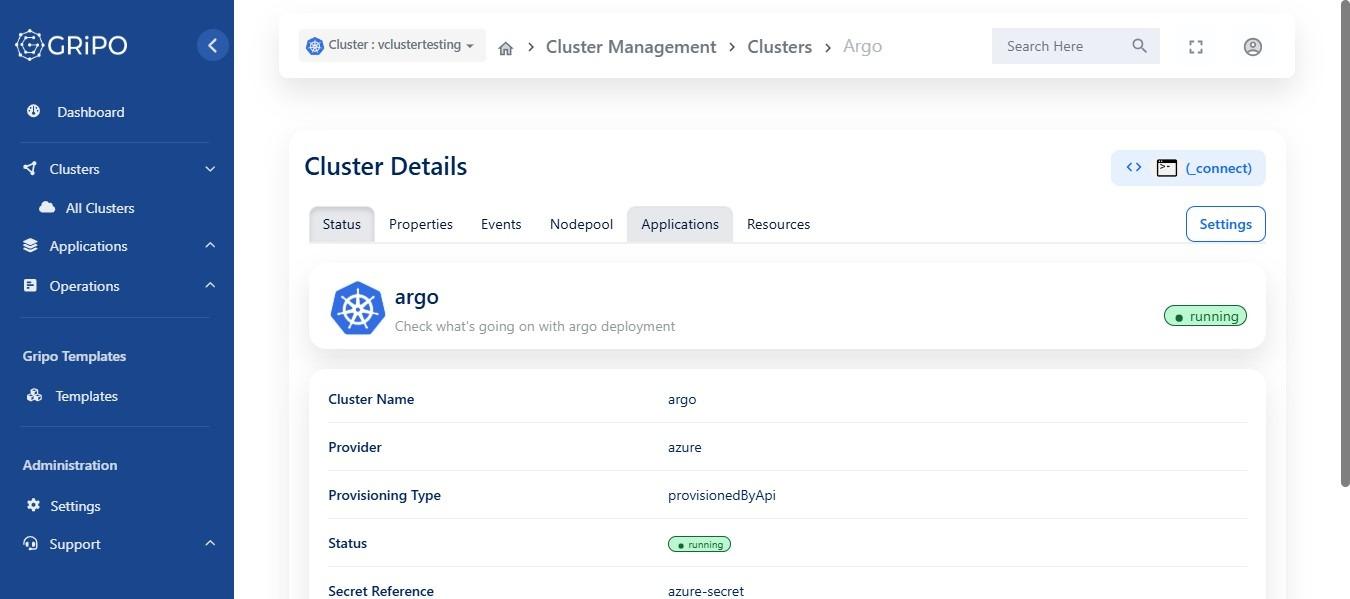 GRiPO
Dashboard
Clusters
All Clusters
Applications
Operations
Gripo Templates
Templates
Administration
Settings
Support
Cluster : vclustertesting
Cluster Management
Clusters
Argo
Search Here
Cluster Details
<> >- (_connect)
Status Properties Events Nodepool Applications Resources
Settings
argo
Check what's going on with argo deployment
running
Cluster Name argo
Provider azure
Provisioning Type provisionedByApi
Status running
Secret Reference azure-secret